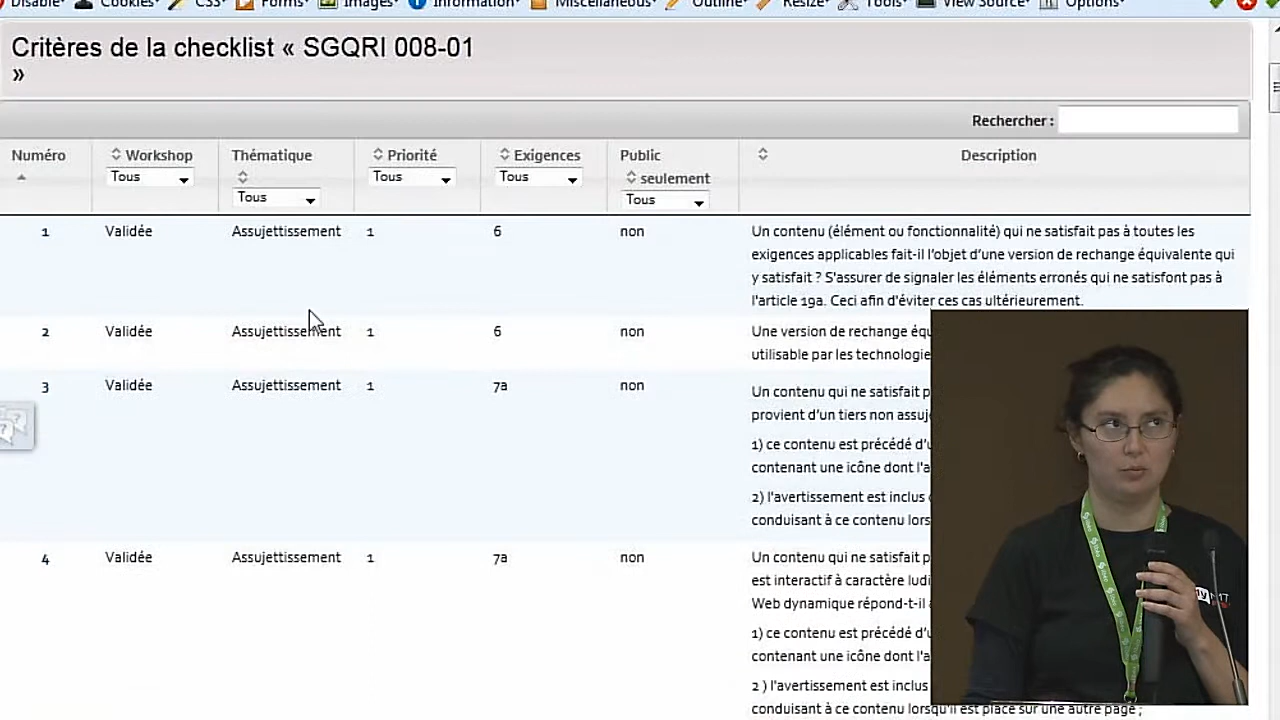 Disable Cookies CSS Forms Images Information Miscellaneous Outline Resize Tools View Source Options
Critères de la checklist « SGQRI 008-01
»
Rechercher :
Numéro Workshop Thématique Priorité Exigences Public seulement Description
Tous Tous Tous Tous Tous
1 Validée Assujettissement 1 6 non Un contenu (élément ou fonctionnalité) qui ne satisfait pas à toutes les
exigences applicables fait-il l'objet d'une version de rechange équivalente qui
y satisfait ? S'assurer de signaler les éléments erronés qui ne satisfont pas à
l'article 19a. Ceci afin d'éviter ces cas ultérieurement.
2 Validée Assujettissement 1 6 non Une version de rechange
utilisable par les technologie
3 Validée Assujettissement 1 7a non Un contenu qui ne satisfait
provient d'un tiers non
1) ce contenu est précédé
contenant une icône dont
2) l'avertissement est inclus
conduisant à ce contenu
4 Validée Assujettissement 1 7a non Un contenu qui ne satisfait
est interactif à caractère
Web dynamique répond-t-il
1) ce contenu est précédé
contenant une icône dont
2 ) l'avertissement est inclus
conduisant à ce contenu lorsqu'il est placé sur une autre page ;